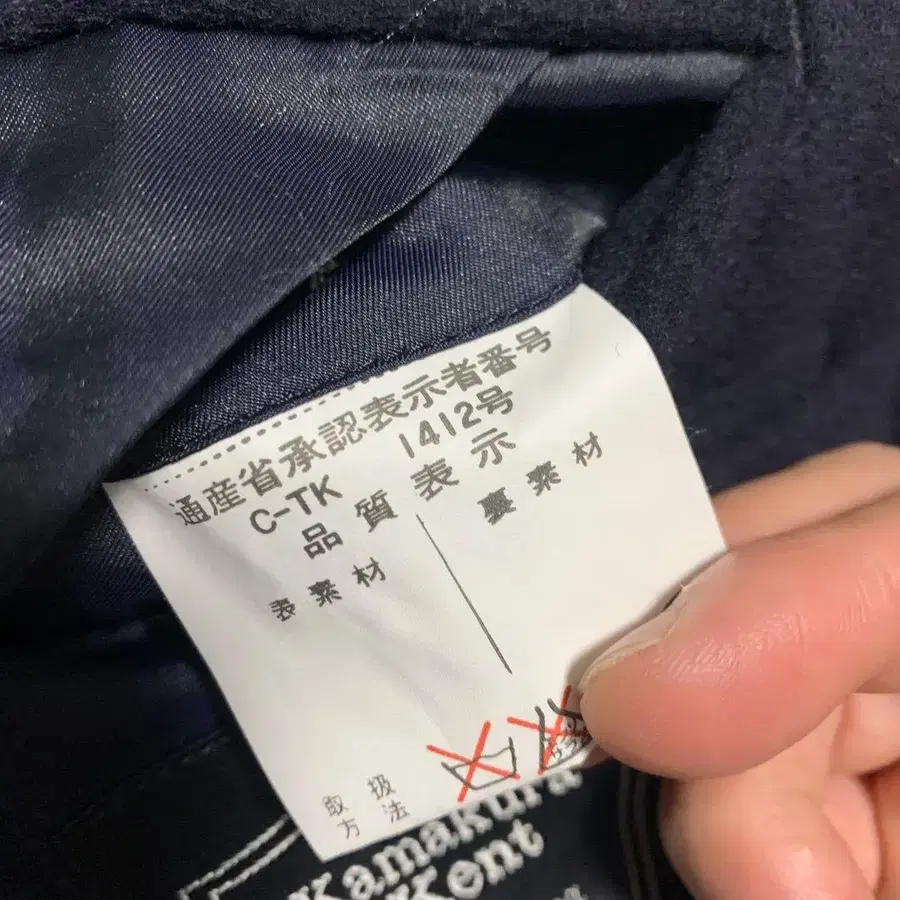 通産省承認表示者番号
C-TK 1412号
品質表示
表素材 裏素材
取扱
方法
Kamakura
Kent